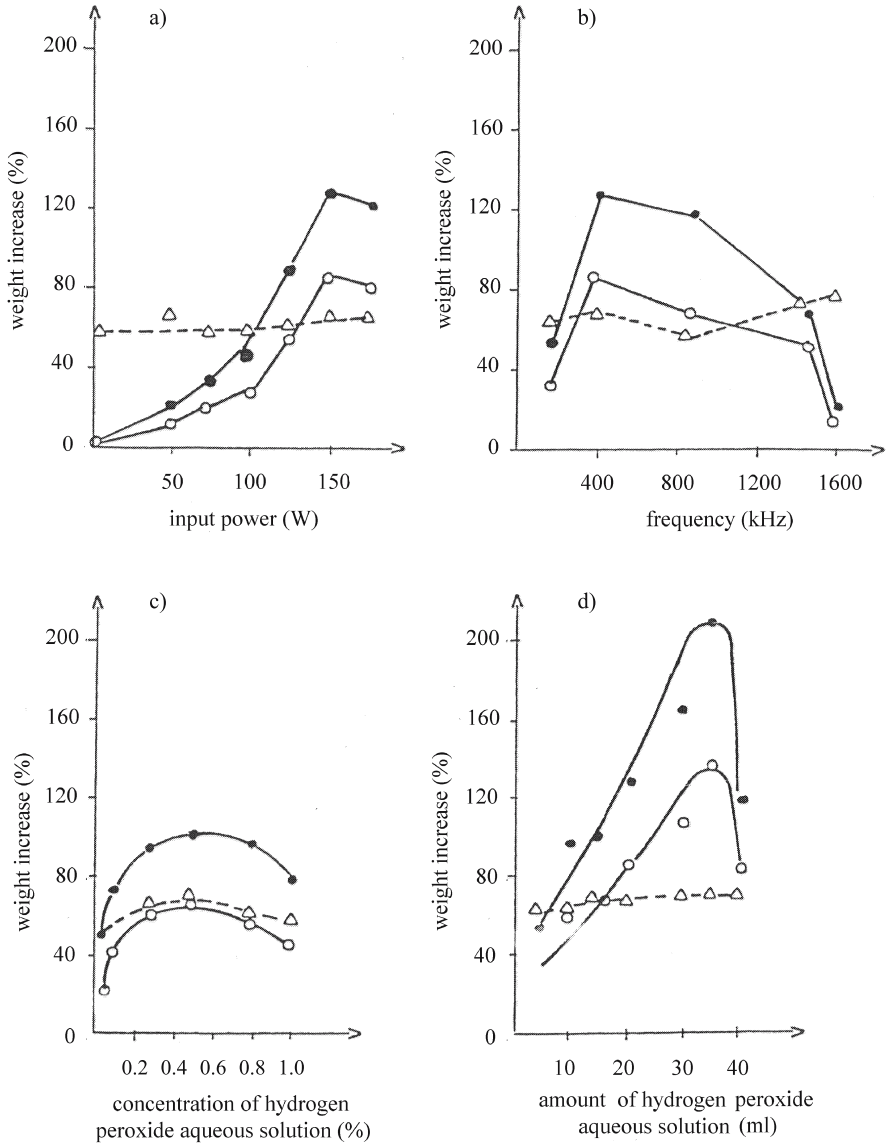 a)
200
160
120
80
40
0
weight increase (%)
50 100 150
input power (W)
b)
200
160
120
80
40
0
weight increase (%)
400 800 1200 1600
frequency (kHz)
c)
200
160
120
80
40
0
weight increase (%)
0.2 0.4 0.6 0.8 1.0
concentration of hydrogen
peroxide aqueous solution (%)
d)
200
160
120
80
40
0
weight increase (%)
10 20 30 40
amount of hydrogen peroxide
aqueous solution (ml)